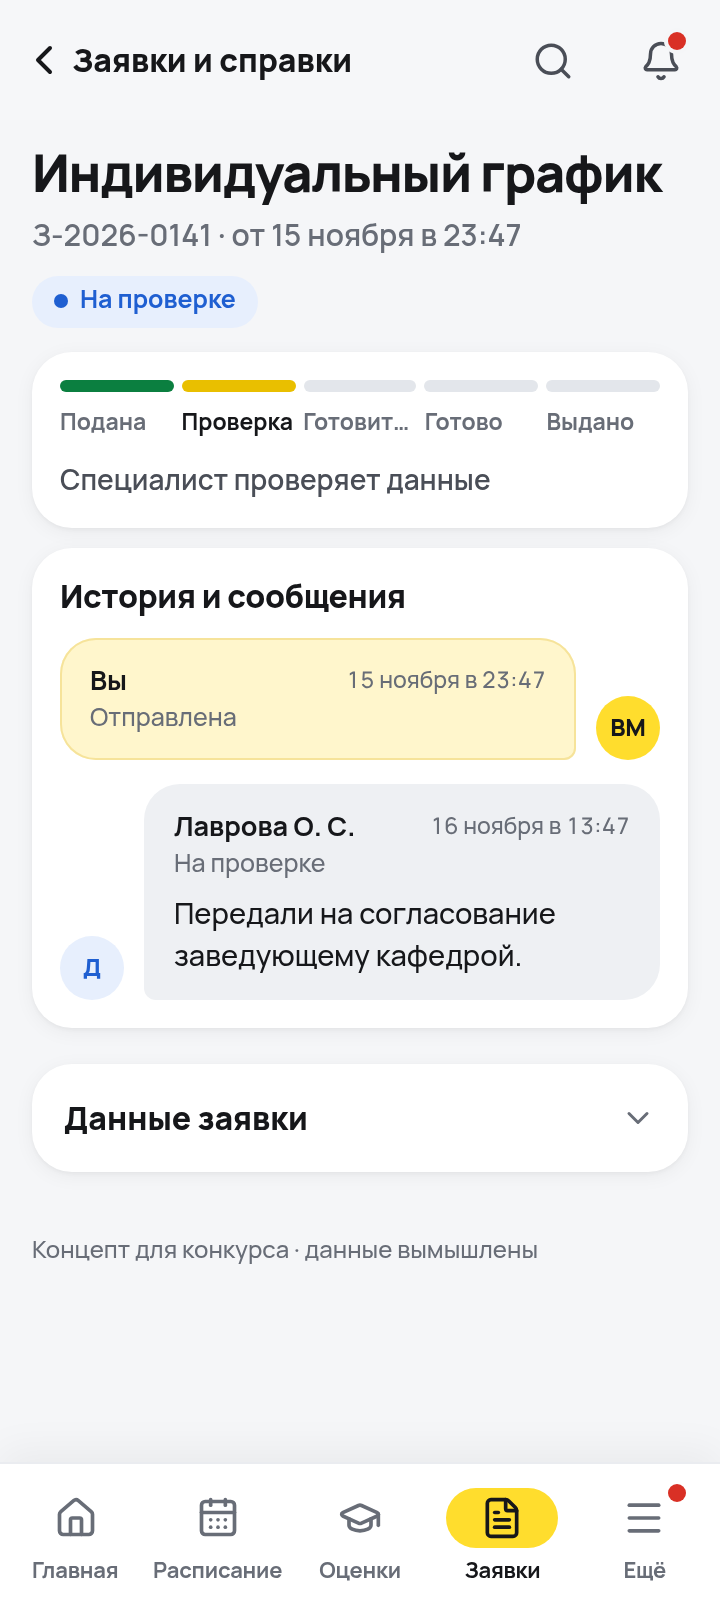 Заявки и справки
Индивидуальный график
З-2026-0141 · от 15 ноября в 23:47
На проверке
Подана Проверка Готовит... Готово Выдано
Специалист проверяет данные
История и сообщения
Вы 15 ноября в 23:47
Отправлена
ВМ
Лаврова О. С. 16 ноября в 13:47
На проверке
Передали на согласование
заведующему кафедрой.
Д
Данные заявки
Концепт для конкурса · данные вымышлены
Главная Расписание Оценки Заявки Ещё